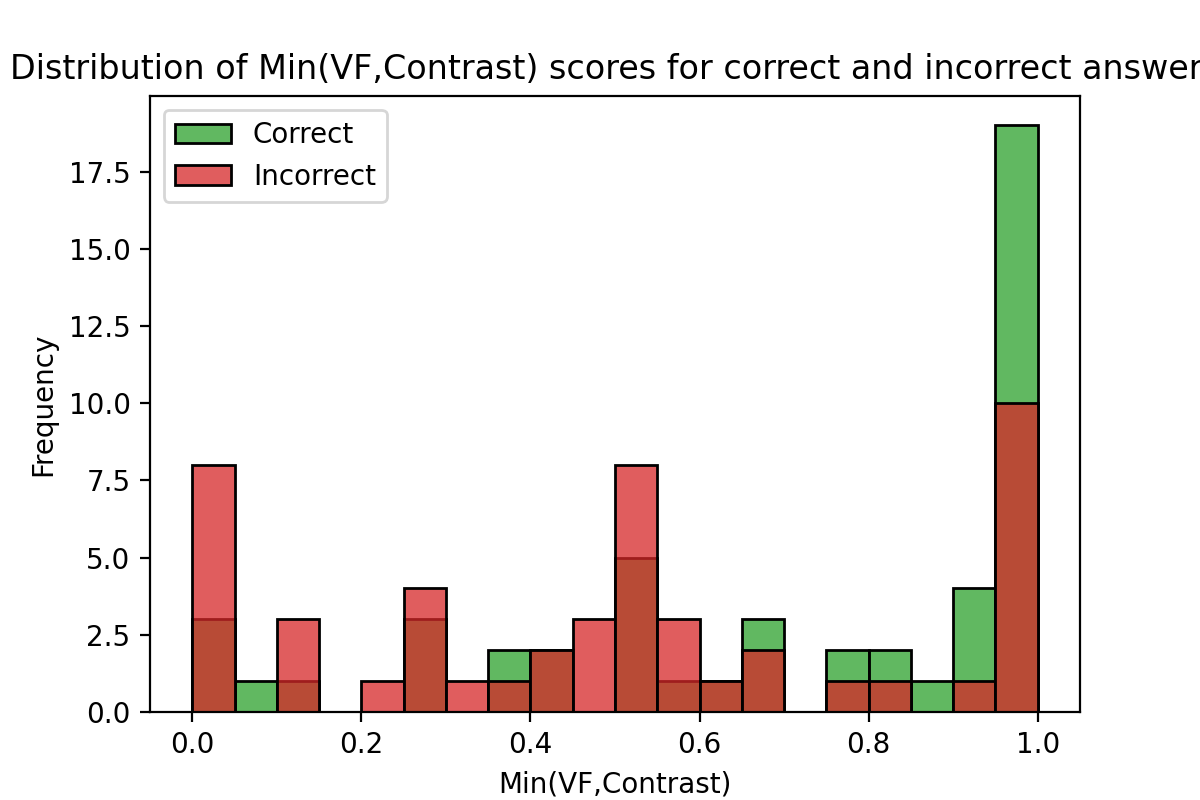 Distribution of Min(VF,Contrast) scores for correct and incorrect answer
Correct
Incorrect
17.5
15.0
12.5
10.0
7.5
5.0
2.5
0.0
Frequency
0.0 0.2 0.4 0.6 0.8 1.0
Min(VF,Contrast)